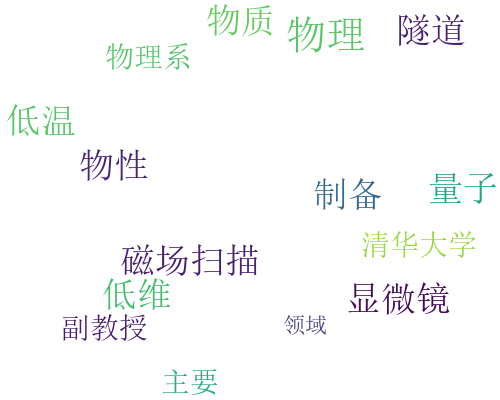 物质
物理
隧道
物理系
低温
物性
制备
量子
清华大学
磁场扫描
低维
显微镜
副教授
领域
主要